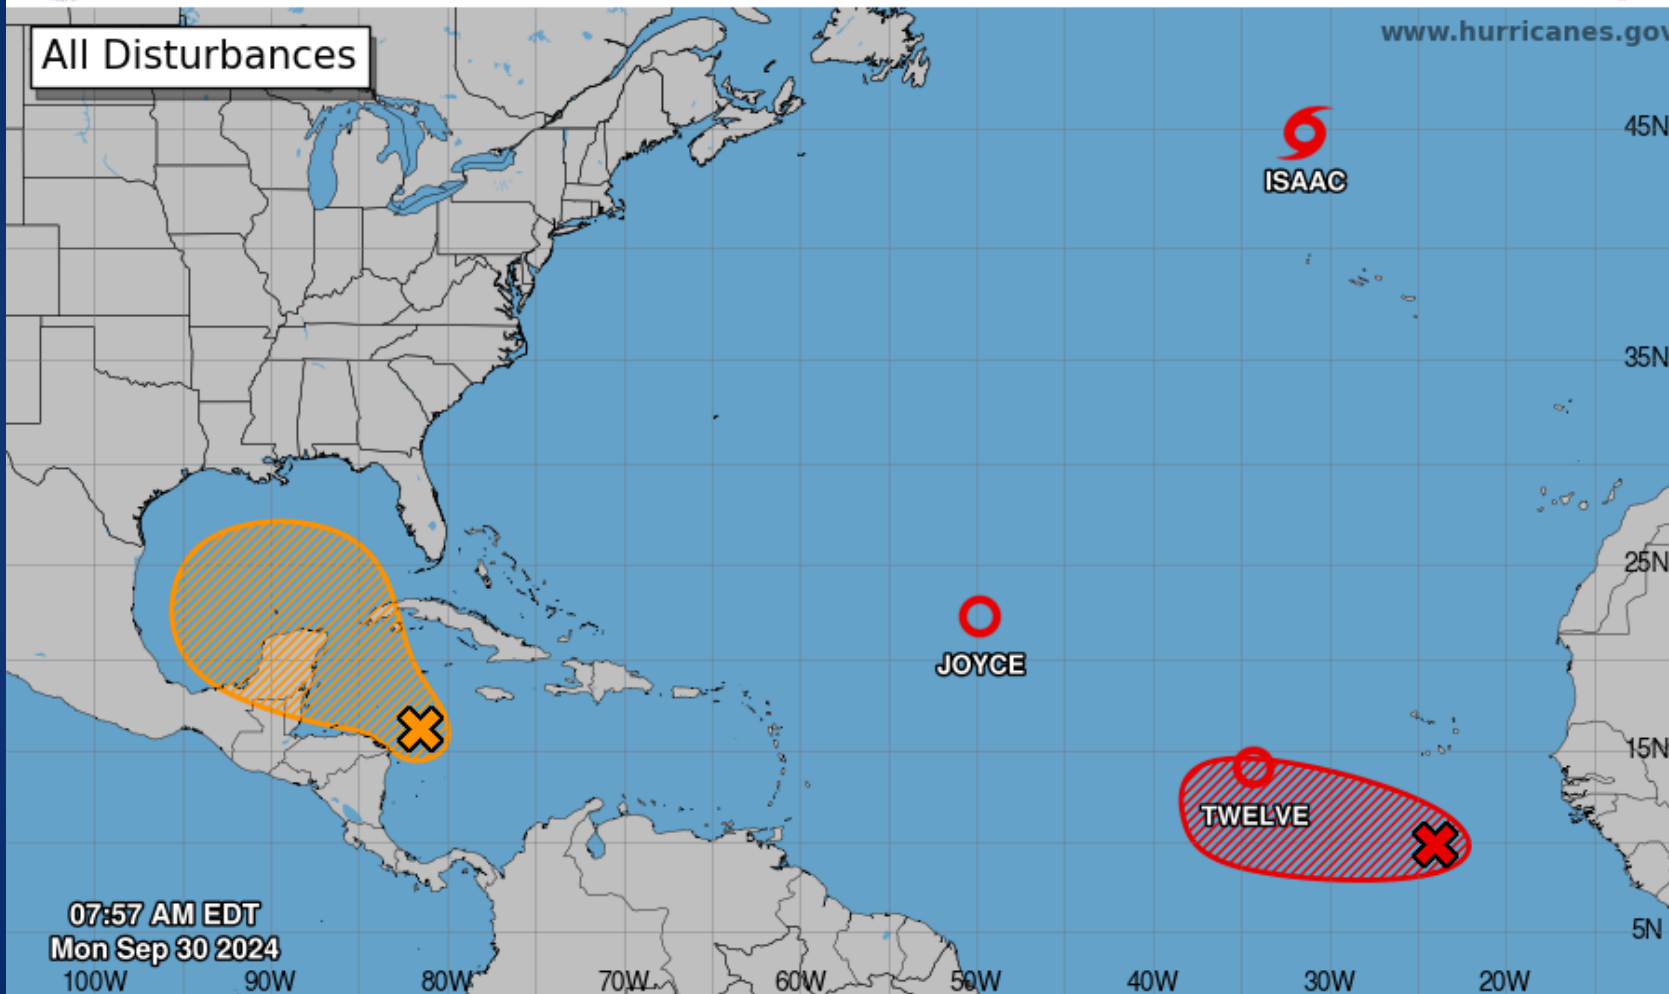 www.hurricanes.gov
All Disturbances
45N
ISAAC
35N
25N
JOYCE
15N
TWELVE
07:57 AM EDT
Mon Sep 30 2024
5N
100W 90W 80W 70W 60W 50W 40W 30W 20W